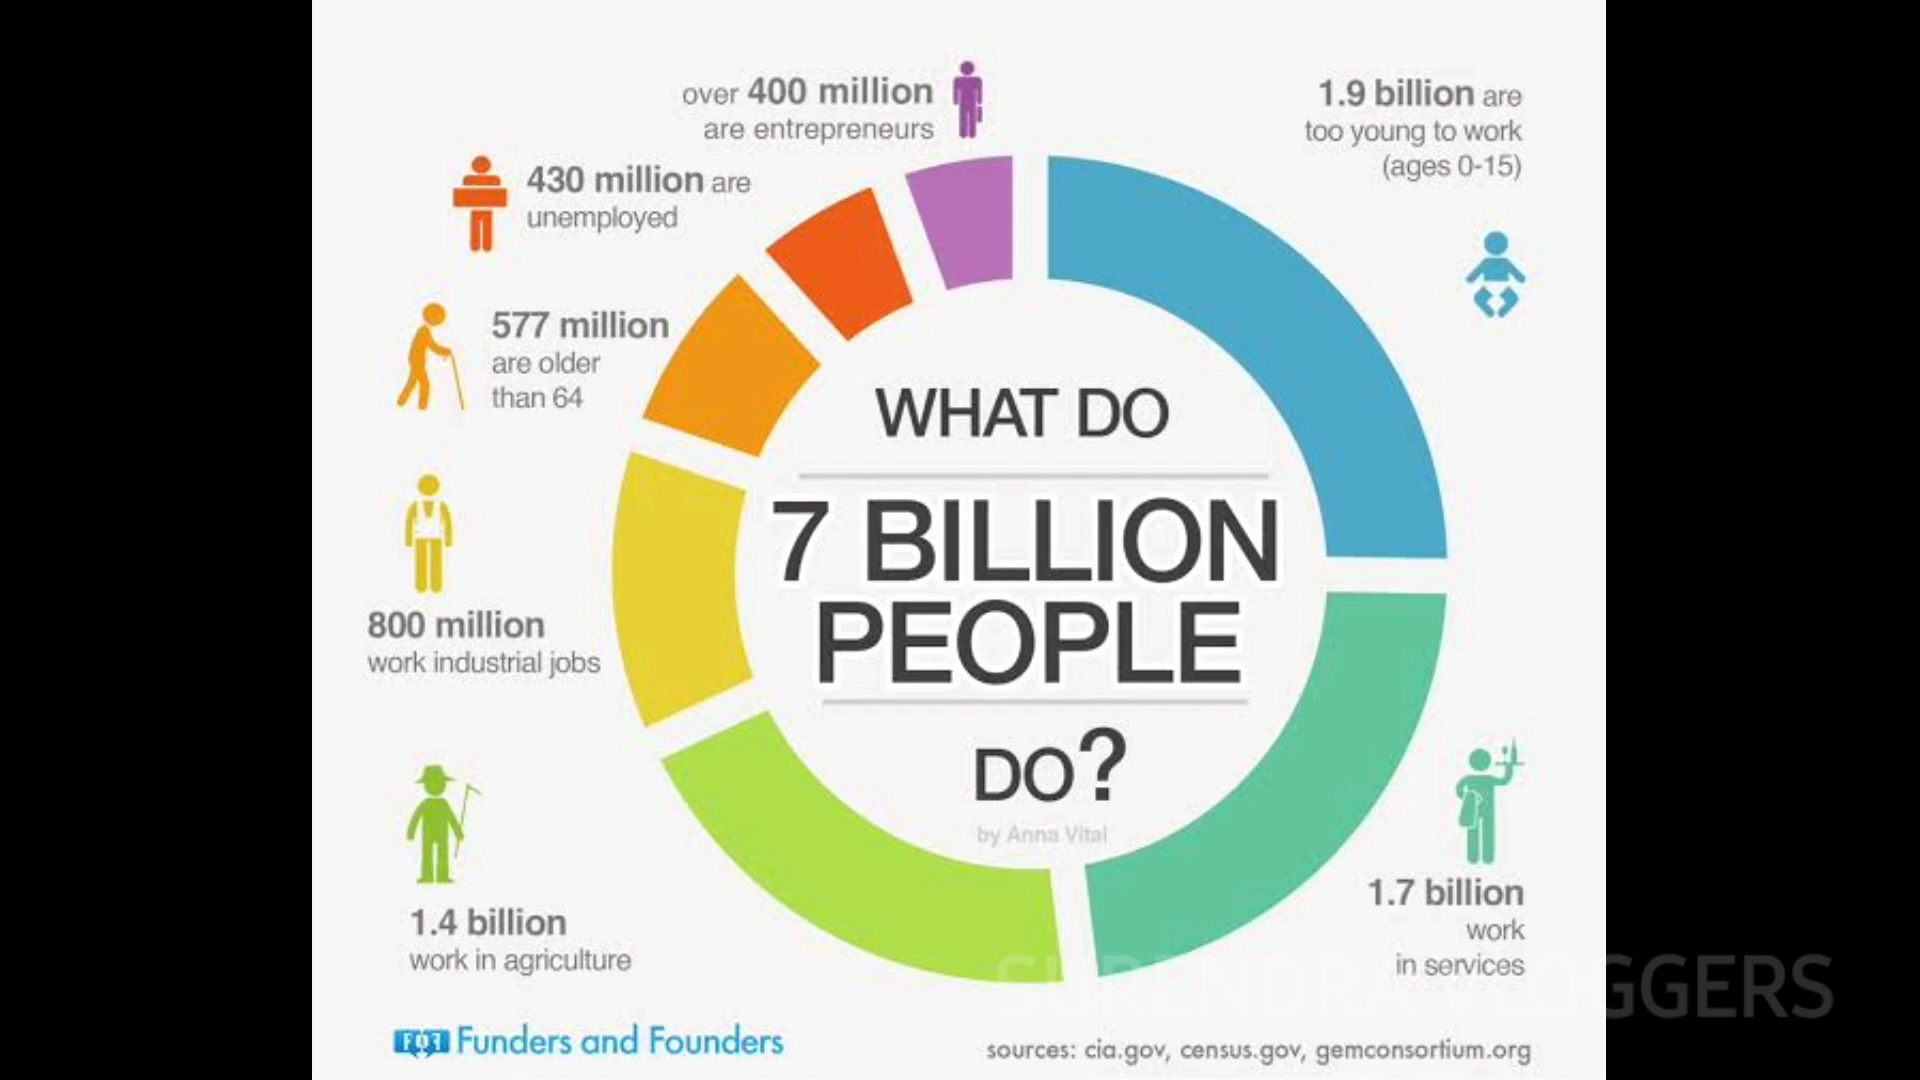 over 400 million
are entrepreneurs
1.9 billion are
too young to work
(ages 0-15)
430 million are
unemployed
577 million
are older
than 64
WHAT DO
7 BILLION
PEOPLE
DO?
by Anna Vital
800 million
work industrial jobs
1.4 billion
work in agriculture
1.7 billion
work
in services
Funders and Founders
sources: cia.gov, census.gov, gemconsortium.org